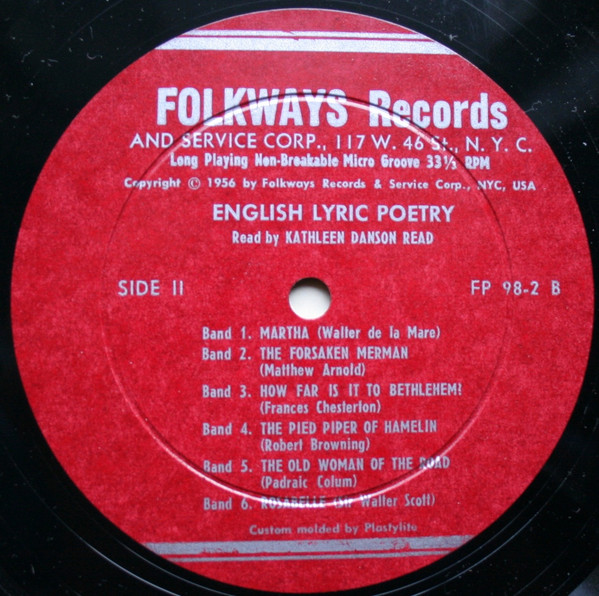 FOLKWAYS Records
AND SERVICE CORP., 117 W. 46 St., N. Y. C.
Long Playing Non-Breakable Micro Groove 33⅓ RPM
Copyright © 1956 by Folkways Records & Service Corp., NYC, USA
ENGLISH LYRIC POETRY
Read by KATHLEEN DANSON READ
SIDE II FP 98-2 B
Band 1. MARTHA (Walter de la Mare)
Band 2. THE FORSAKEN MERMAN
(Matthew Arnold)
Band 3. HOW FAR IS IT TO BETHLEHEM?
(Frances Chesterton)
Band 4. THE PIED PIPER OF HAMELIN
(Robert Browning)
Band 5. THE OLD WOMAN OF THE ROAD
(Padraic Colum)
Band 6. ROSABELLE (Sir Walter Scott)
Custom molded by Plastylite